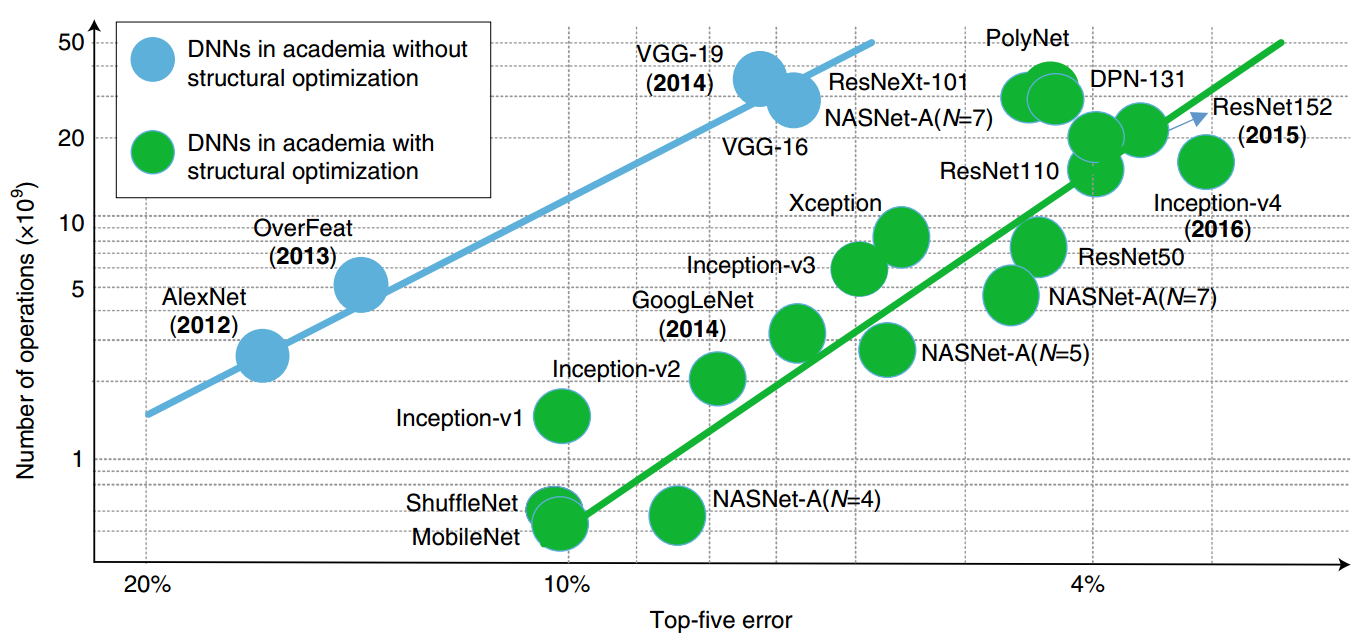 DNNs in academia without
structural optimization
DNNs in academia with
structural optimization
50
20
10
5
1
Number of operations (×10⁹)
VGG-19
(2014)
VGG-16
OverFeat
(2013)
AlexNet
(2012)
PolyNet
ResNeXt-101
DPN-131
NASNet-A(N=7)
ResNet152
(2015)
ResNet110
Inception-v4
(2016)
Xception
Inception-v3
ResNet50
GoogLeNet
(2014)
NASNet-A(N=7)
NASNet-A(N=5)
Inception-v2
Inception-v1
ShuffleNet
NASNet-A(N=4)
MobileNet
20%
10%
4%
Top-five error